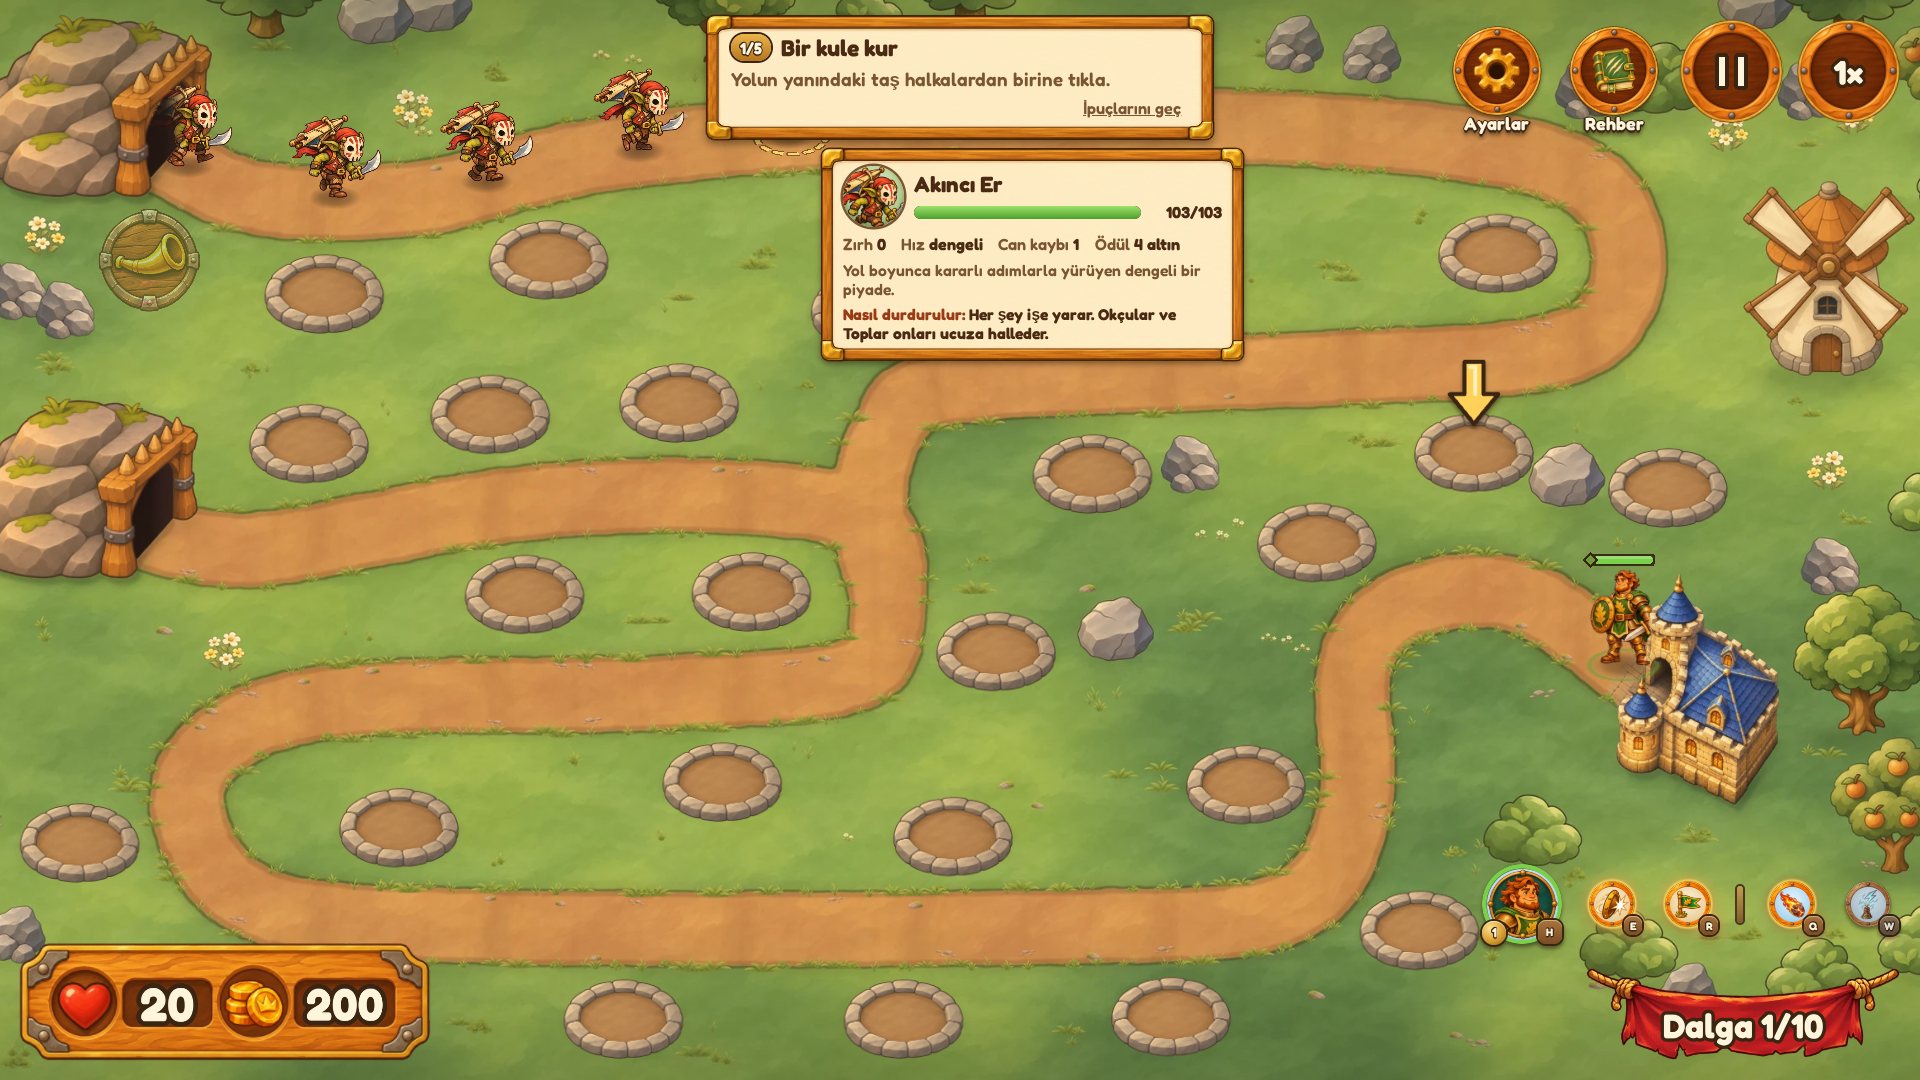 1/5 Bir kule kur
Yolun yanındaki taş halkalardan birine tıkla.
İpuçlarını geç
Ayarlar
Rehber
1x
Akıncı Er
103/103
Zırh 0 Hız dengeli Can kaybı 1 Ödül 4 altın
Yol boyunca kararlı adımlarla yürüyen dengeli bir
piyade.
Nasıl durdurulur: Her şey işe yarar. Okçular ve
Toplar onları ucuza halleder.
1 H E R Q W
20 200
Dalga 1/10